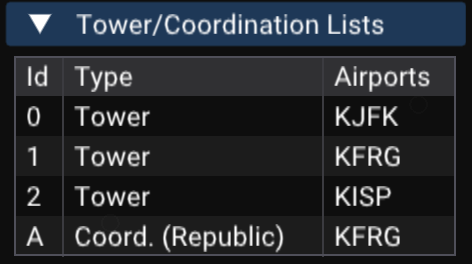 ▼ Tower/Coordination Lists
Id Type Airports
0 Tower KJFK
1 Tower KFRG
2 Tower KISP
A Coord. (Republic) KFRG